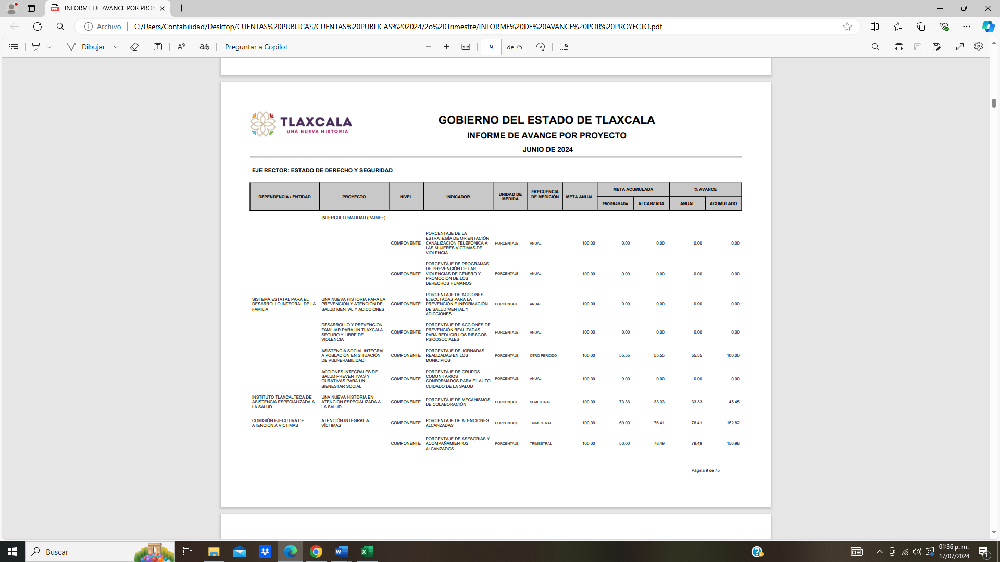 INFORME DE AVANCE POR PROY
Archivo
C:/Users/Contabilidad/Desktop/CUENTAS%20PUBLICAS/CUENTAS%20PUBLICAS%202024/2o%20Trimestre/INFORME%20DE%20AVANCE%20POR%20PROYECTO.pdf
Dibujar
aあ
Preguntar a Copilot
9 de 75
TLAXCALA
UNA NUEVA HISTORIA
GOBIERNO DEL ESTADO DE TLAXCALA
INFORME DE AVANCE POR PROYECTO
JUNIO DE 2024
EJE RECTOR: ESTADO DE DERECHO Y SEGURIDAD
DEPENDENCIA / ENTIDAD
PROYECTO
NIVEL
INDICADOR
UNIDAD DE
MEDIDA
FRECUENCIA
DE MEDICIÓN
META ANUAL
META ACUMULADA
PROGRAMADA
ALCANZADA
% AVANCE
ANUAL
ACUMULADO
INTERCULTURALIDAD (PAIMEF)
COMPONENTE
PORCENTAJE DE LA
ESTRATEGÍA DE ORIENTACIÓN
CANALIZACIÓN TELEFÓNICA A
LAS MUJERES VÍCTIMAS DE
VIOLENCIA
PORCENTAJE ANUAL 100.00 0.00 0.00 0.00 0.00
COMPONENTE
PORCENTAJE DE PROGRAMAS
DE PREVENCIÓN DE LAS
VIOLENCIAS DE GÉNERO Y
PROMOCIÓN DE LOS
DERECHOS HUMANOS
PORCENTAJE ANUAL 100.00 0.00 0.00 0.00 0.00
SISTEMA ESTATAL PARA EL
DESARROLLO INTEGRAL DE LA
FAMILIA
UNA NUEVA HISTORIA PARA LA
PREVENCIÓN Y ATENCIÓN DE
SALUD MENTAL Y ADICCIONES
COMPONENTE
PORCENTAJE DE ACCIONES
EJECUTADAS PARA LA
PREVENCIÓN E INFORMACIÓN
DE SALUD MENTAL Y
ADICCIONES
PORCENTAJE ANUAL 100.00 0.00 0.00 0.00 0.00
DESARROLLO Y PREVENCION
FAMILIAR PARA UN TLAXCALA
SEGURO Y LIBRE DE
VIOLENCIA
COMPONENTE
PORCENTAJE DE ACCIONES DE
PREVENCIÓN REALIZADAS
PARA REDUCIR LOS RIESGOS
PSICOSOCIALES
PORCENTAJE ANUAL 100.00 0.00 0.00 0.00 0.00
ASISTENCIA SOCIAL INTEGRAL
A POBLACIÓN EN SITUACIÓN
DE VULNERABILIDAD
COMPONENTE
PORCENTAJE DE JORNADAS
REALIZADAS EN LOS
MUNICIPIOS
PORCENTAJE OTRO PERIODO 100.00 55.55 55.55 55.55 100.00
ACCIONES INTEGRALES DE
SALUD PREVENTIVAS Y
CURATIVAS PARA UN
BIENESTAR SOCIAL
COMPONENTE
PORCENTAJE DE GRUPOS
COMUNITARIOS
CONFORMADOS PARA EL AUTO
CUIDADO DE LA SALUD
PORCENTAJE ANUAL 100.00 0.00 0.00 0.00 0.00
INSTITUTO TLAXCALTECA DE
ASISTENCIA ESPECIALIZADA A
LA SALUD
UNA NUEVA HISTORIA EN
ATENCIÓN ESPECIALIZADA A
LA SALUD
COMPONENTE
PORCENTAJE DE MECANISMOS
DE COLABORACIÓN
PORCENTAJE SEMESTRAL 100.00 73.33 33.33 33.33 45.45
COMISIÓN EJECUTIVA DE
ATENCIÓN A VICTIMAS
ATENCIÓN INTEGRAL A
VÍCTIMAS
COMPONENTE
PORCENTAJE DE ATENCIONES
ALCANZADAS
PORCENTAJE TRIMESTRAL 100.00 50.00 76.41 76.41 152.82
COMPONENTE
PORCENTAJE DE ASESORÍAS Y
ACOMPAÑAMIENTOS
ALCANZADOS
PORCENTAJE TRIMESTRAL 100.00 50.00 78.49 78.49 156.98
Página 9 de 75
Buscar
01:36 p. m.
17/07/2024
1